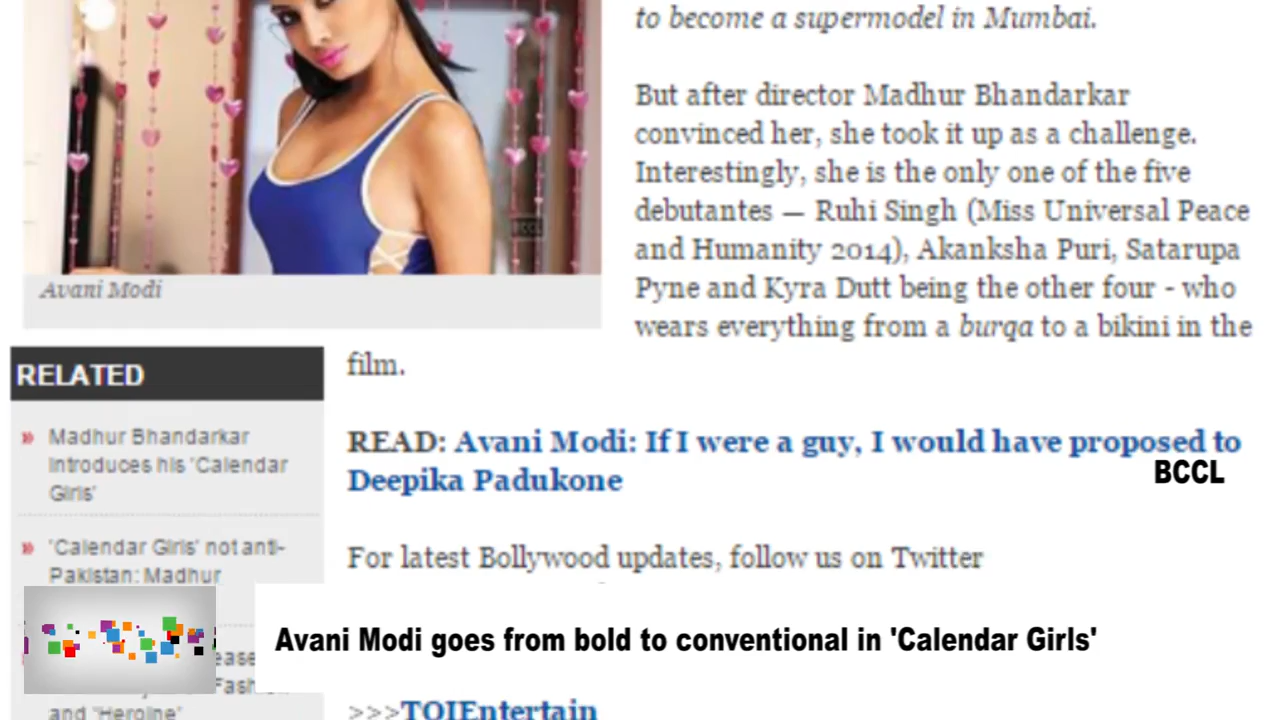 to become a supermodel in Mumbai.
But after director Madhur Bhandarkar
convinced her, she took it up as a challenge.
Interestingly, she is the only one of the five
debutantes — Ruhi Singh (Miss Universal Peace
and Humanity 2014), Akanksha Puri, Satarupa
Pyne and Kyra Dutt being the other four - who
wears everything from a burqa to a bikini in the
film.
BCCL
Avani Modi
RELATED
» Madhur Bhandarkar
introduces his 'Calendar
Girls'
» 'Calendar Girls' not anti-
Pakistan: Madhur
and 'Heroine'
READ: Avani Modi: If I were a guy, I would have proposed to
Deepika Padukone
BCCL
For latest Bollywood updates, follow us on Twitter
Avani Modi goes from bold to conventional in 'Calendar Girls'
>>>TOIEntertain